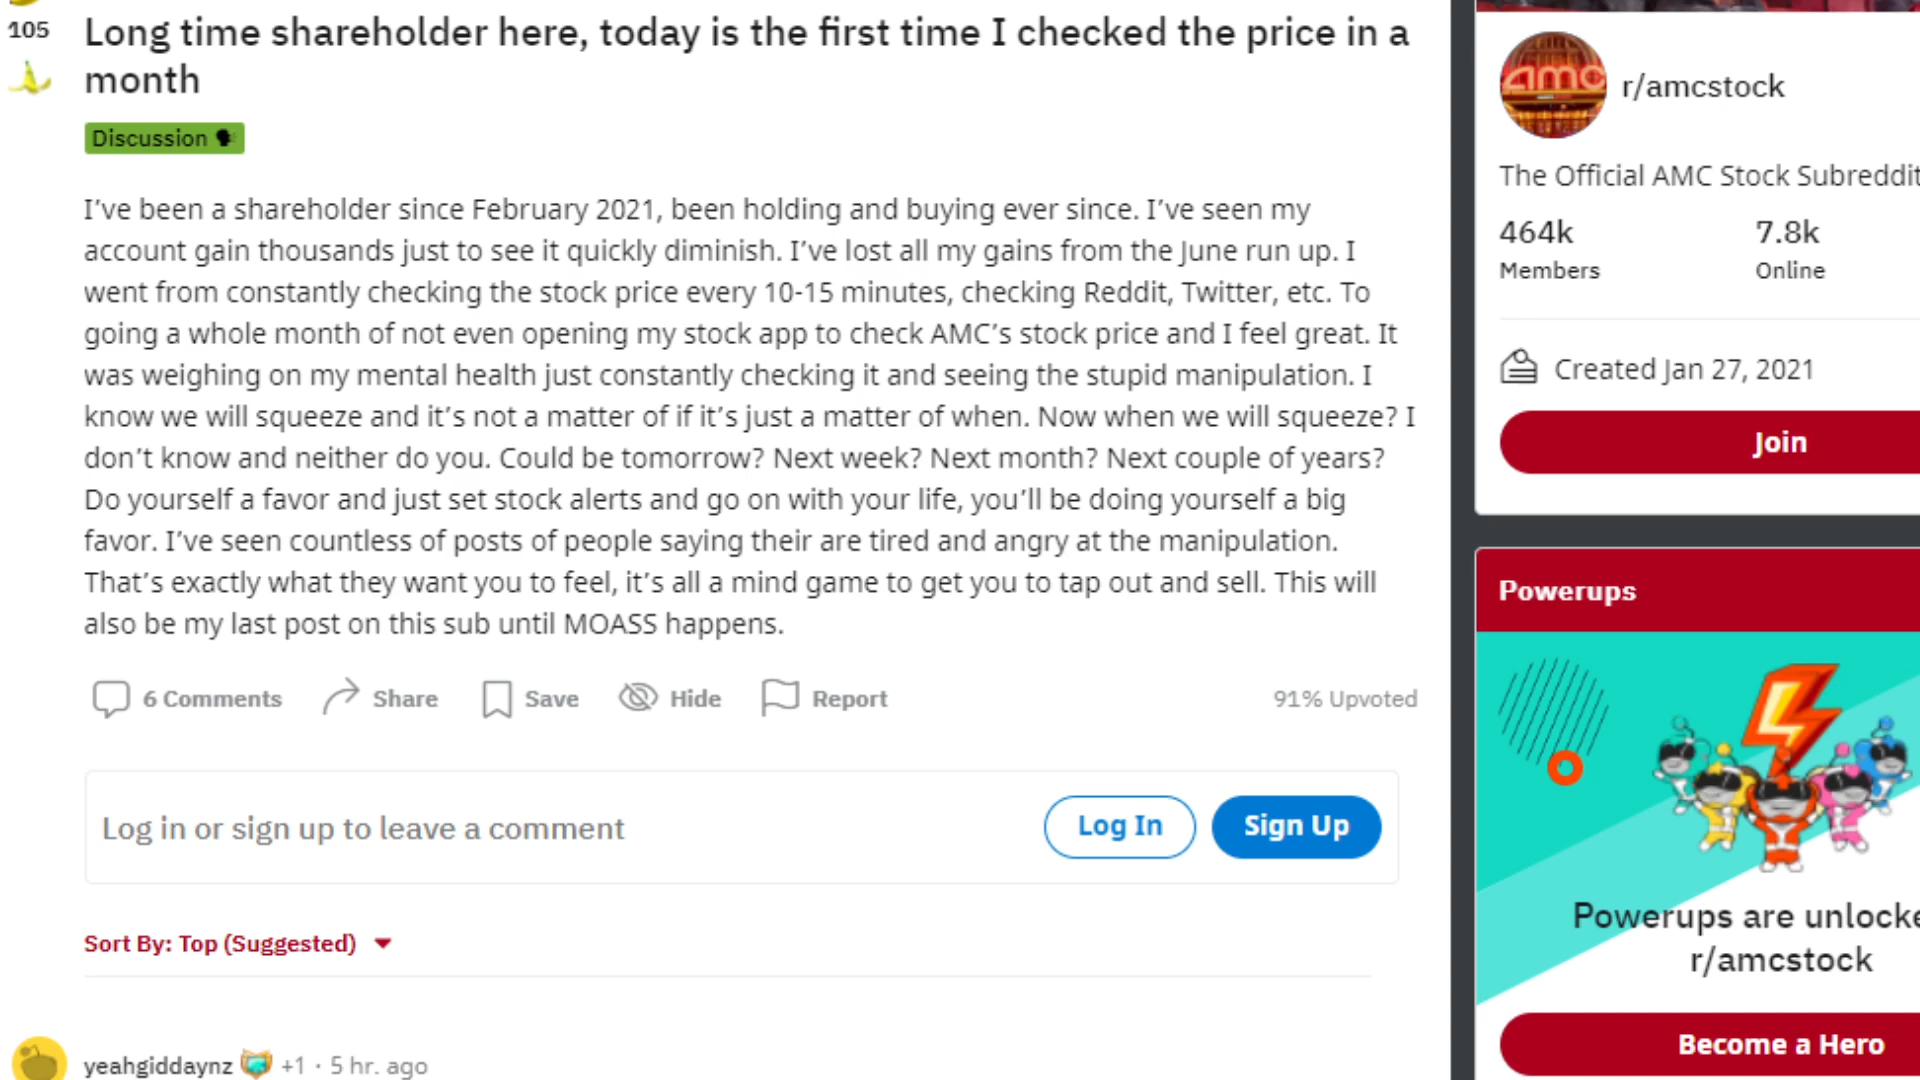 105
Long time shareholder here, today is the first time I checked the price in a
month
Discussion
I’ve been a shareholder since February 2021, been holding and buying ever since. I’ve seen my
account gain thousands just to see it quickly diminish. I’ve lost all my gains from the June run up. I
went from constantly checking the stock price every 10-15 minutes, checking Reddit, Twitter, etc. To
going a whole month of not even opening my stock app to check AMC’s stock price and I feel great. It
was weighing on my mental health just constantly checking it and seeing the stupid manipulation. I
know we will squeeze and it’s not a matter of if it’s just a matter of when. Now when we will squeeze? I
don’t know and neither do you. Could be tomorrow? Next week? Next month? Next couple of years?
Do yourself a favor and just set stock alerts and go on with your life, you’ll be doing yourself a big
favor. I’ve seen countless of posts of people saying their are tired and angry at the manipulation.
That’s exactly what they want you to feel, it’s all a mind game to get you to tap out and sell. This will
also be my last post on this sub until MOASS happens.
6 Comments Share Save Hide Report 91% Upvoted
Log in or sign up to leave a comment Log In Sign Up
Sort By: Top (Suggested)
yeahgiddaynz +1 · 5 hr. ago
amc
r/amcstock
The Official AMC Stock Subreddit
464k 7.8k
Members Online
Created Jan 27, 2021
Join
Powerups
Powerups are unlocke
r/amcstock
Become a Hero